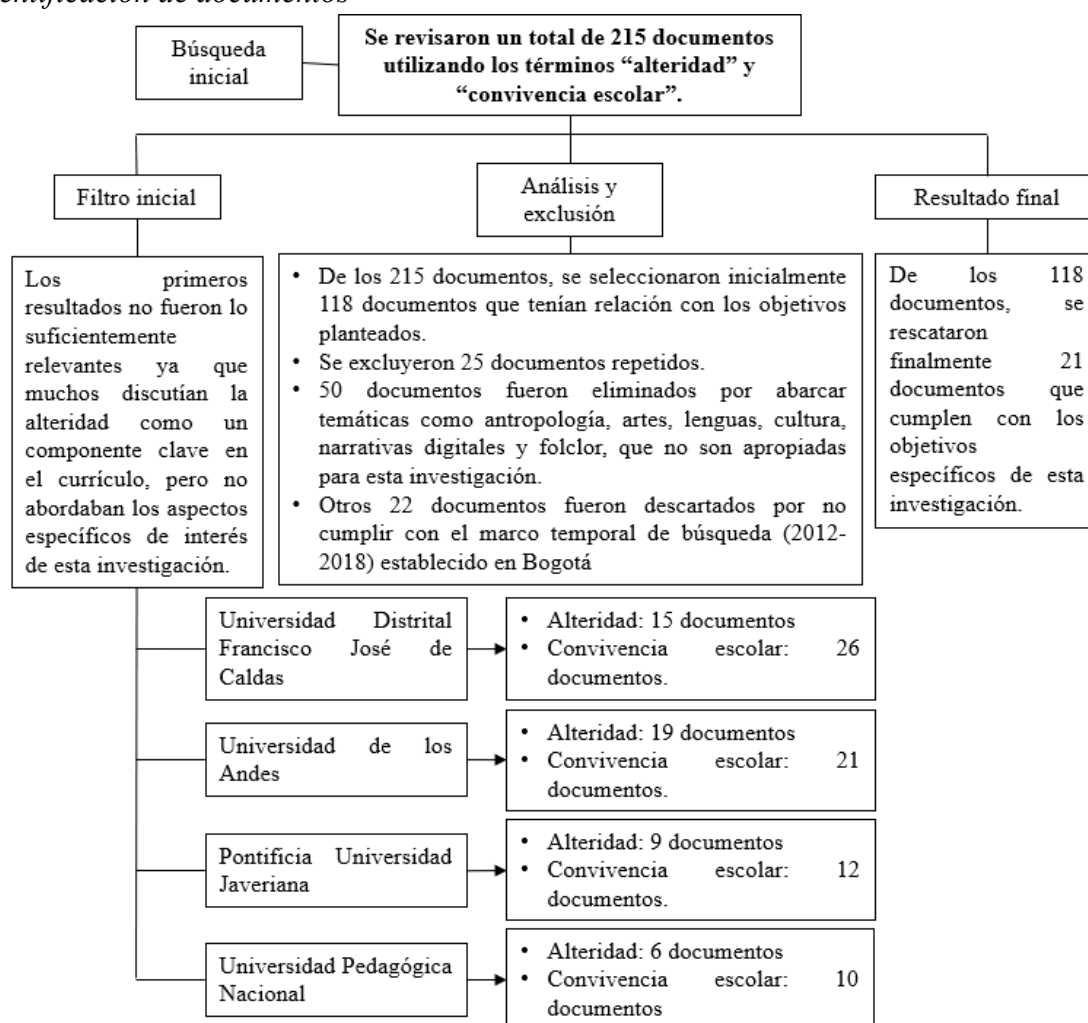 entificación de documentos
Búsqueda
inicial
Se revisaron un total de 215 documentos
utilizando los términos “alteridad” y
“convivencia escolar”.
Filtro inicial
Los primeros
resultados no fueron lo
suficientemente
relevantes ya que
muchos discutían la
alteridad como un
componente clave en
el currículo, pero no
abordaban los aspectos
específicos de interés
de esta investigación.
Análisis y
exclusión
• De los 215 documentos, se seleccionaron inicialmente
118 documentos que tenían relación con los objetivos
planteados.
• Se excluyeron 25 documentos repetidos.
• 50 documentos fueron eliminados por abarcar
temáticas como antropología, artes, lenguas, cultura,
narrativas digitales y folclor, que no son apropiadas
para esta investigación.
• Otros 22 documentos fueron descartados por no
cumplir con el marco temporal de búsqueda (2012-
2018) establecido en Bogotá
Resultado final
De los 118
documentos, se
rescataron
finalmente 21
documentos que
cumplen con los
objetivos
específicos de esta
investigación.
Universidad Distrital
Francisco José de
Caldas
• Alteridad: 15 documentos
• Convivencia escolar: 26
documentos.
Universidad de los
Andes
• Alteridad: 19 documentos
• Convivencia escolar: 21
documentos.
Pontificia Universidad
Javeriana
• Alteridad: 9 documentos
• Convivencia escolar: 12
documentos.
Universidad Pedagógica
Nacional
• Alteridad: 6 documentos
• Convivencia escolar: 10
documentos